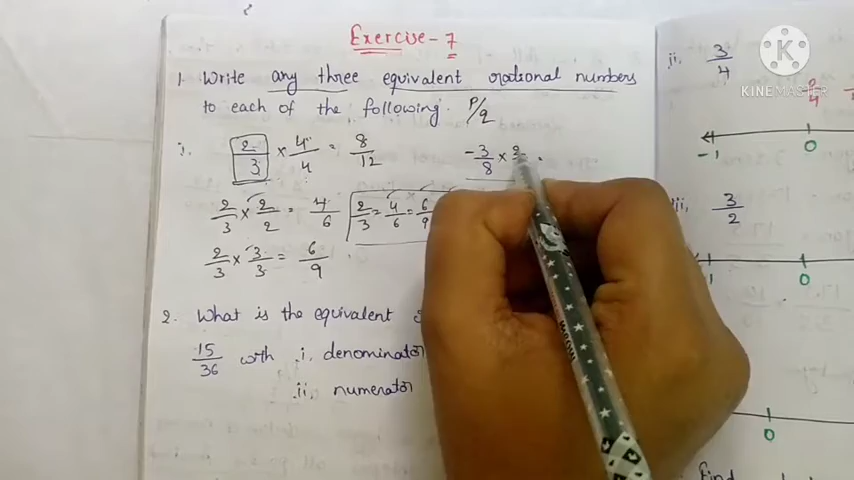 Exercise - 7
1. Write any three equivalent rational numbers
to each of the following. P/q
i. 2/3 × 4/4 = 8/12
-3/8 × 2
2/3 × 2/2 = 4/6
2/3 = 4/6 = 6/9
2/3 × 3/3 = 6/9
2. What is the equivalent
15/36 with i, denominator
ii, numerator
ii. 3/4
-1 0
iii, 3/2
0
0
Find
KINEMASTER